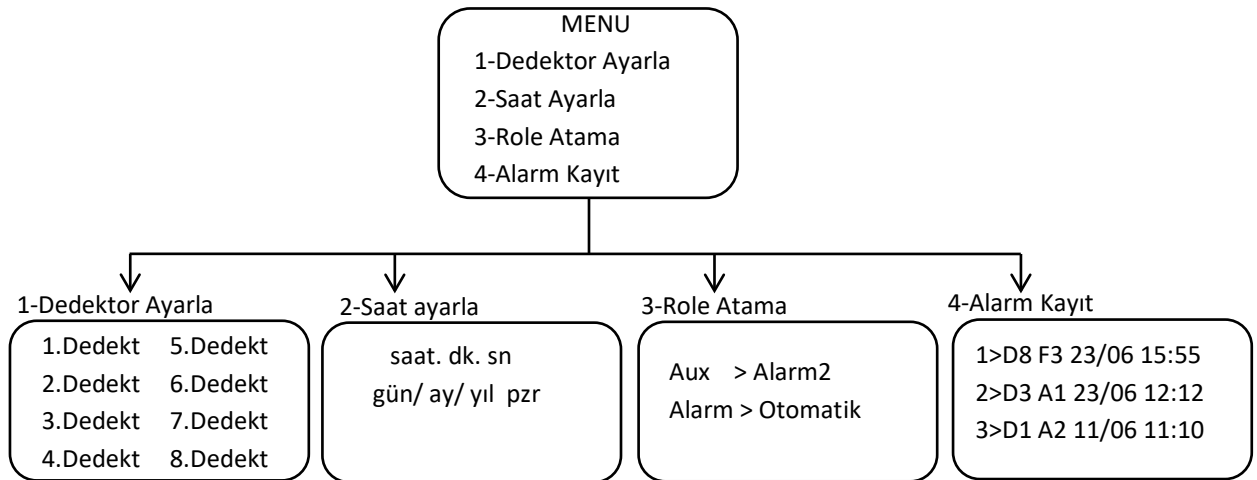 MENU
1-Dedektor Ayarla
2-Saat Ayarla
3-Role Atama
4-Alarm Kayıt
1-Dedektor Ayarla
1.Dedekt 5.Dedekt
2.Dedekt 6.Dedekt
3.Dedekt 7.Dedekt
4.Dedekt 8.Dedekt
2-Saat ayarla
saat. dk. sn
gün/ ay/ yıl pzr
3-Role Atama
Aux > Alarm2
Alarm > Otomatik
4-Alarm Kayıt
1>D8 F3 23/06 15:55
2>D3 A1 23/06 12:12
3>D1 A2 11/06 11:10